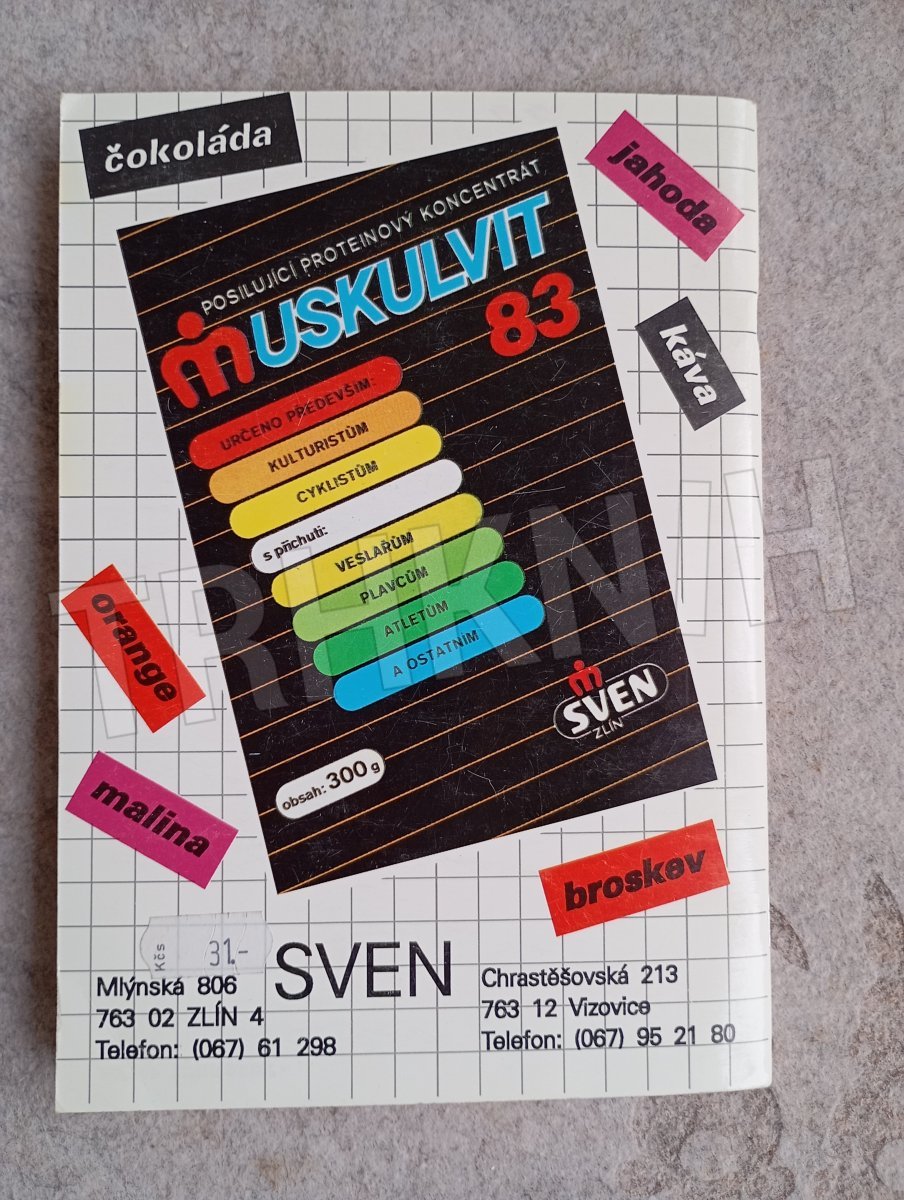 čokoláda
jahoda
POSILUJÍCÍ PROTEINOVÝ KONCENTRÁT
MUSKULVIT
83
káva
URČENO PŘEDEVŠÍM:
KULTURISTŮM
CYKLISTŮM
s příchutí:
VESLAŘŮM
PLAVCŮM
ATLETŮM
A OSTATNÍM
orange
SVEN
ZLÍN
obsah: 300 g
malina
broskev
Kčs 31.-
SVEN
Mlýnská 806
763 02 ZLÍN 4
Telefon: (067) 61 298
Chrastěšovská 213
763 12 Vizovice
Telefon: (067) 95 21 80
TRHKNIH